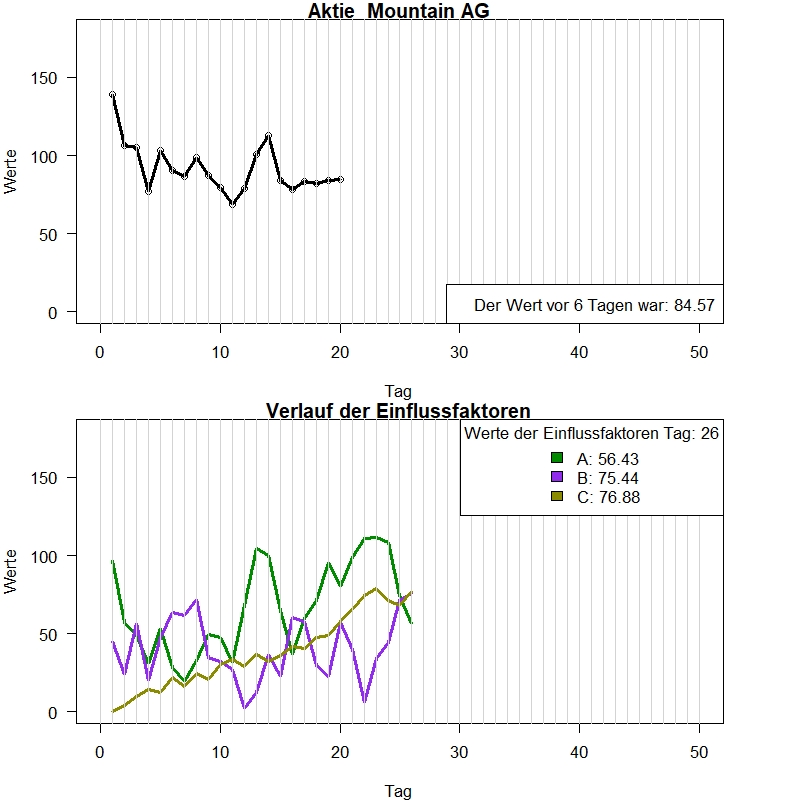 Aktie  Mountain AG
Werte
150
100
50
0
Der Wert vor 6 Tagen war: 84.57
0 10 20 30 40 50
Tag
Verlauf der Einflussfaktoren
Werte
150
100
50
0
Werte der Einflussfaktoren Tag: 26
A: 56.43
B: 75.44
C: 76.88
0 10 20 30 40 50
Tag